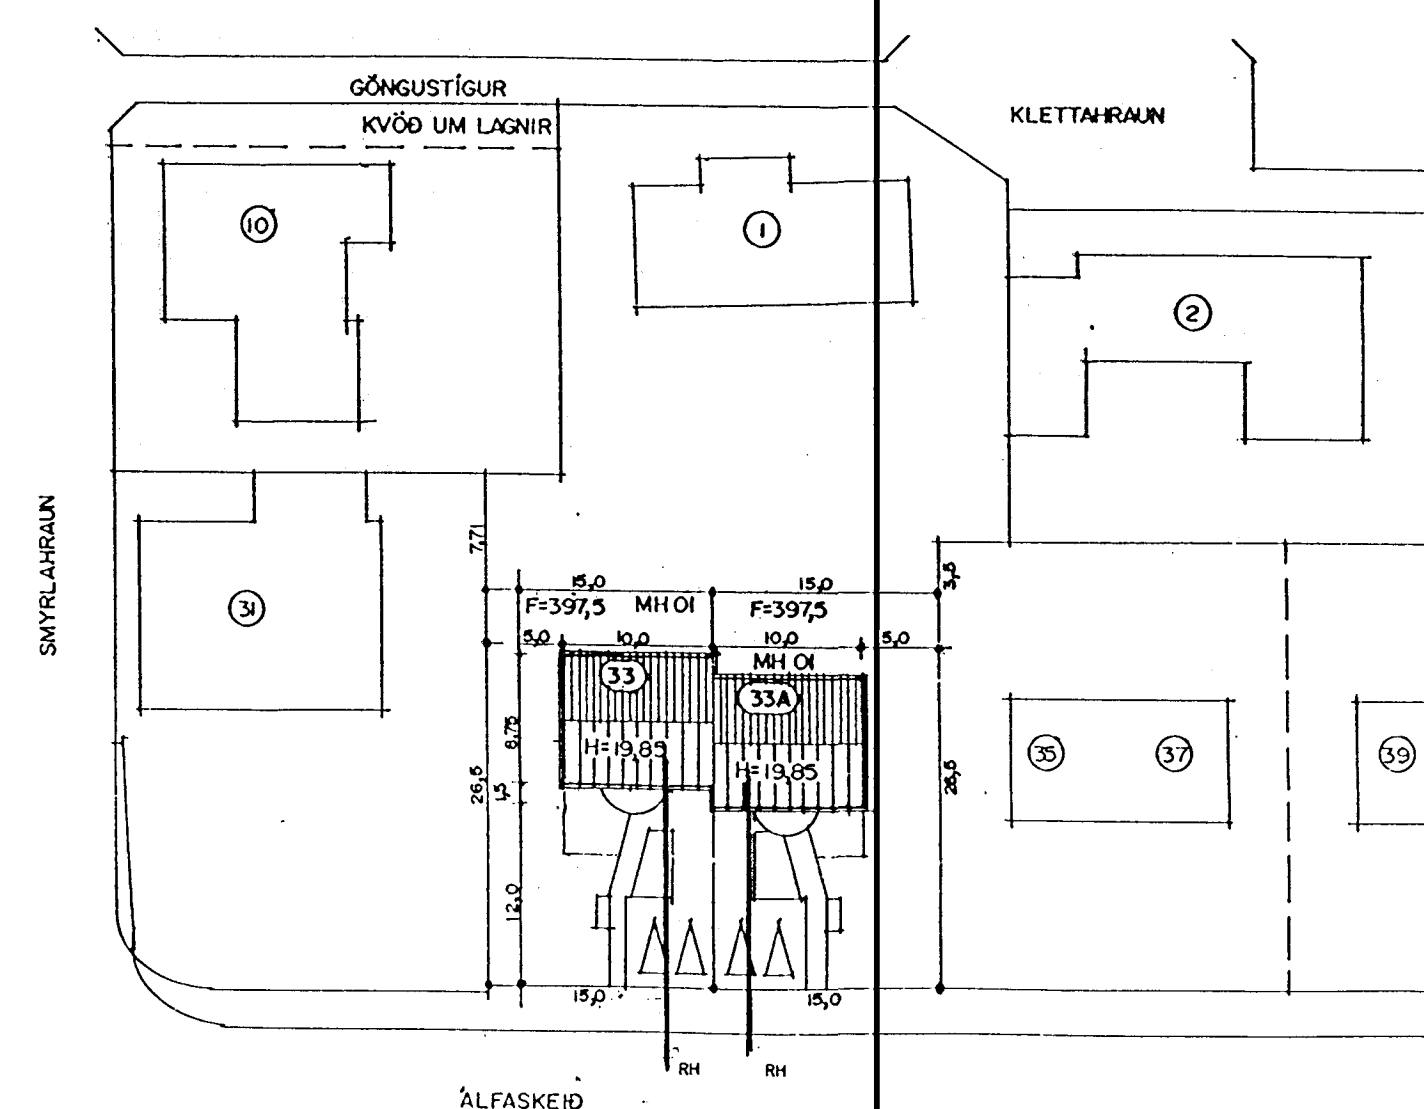 GÖNGUSTÍGUR
KVÖÐ UM LAGNIR
KLETTAHRAUN
10
1
2
SMYRLAHRAUN
7,71
15,0
15,0
3,5
31
F=397,5
MH 01
F=397,5
5,0
10,0
10,0
5,0
MH 01
33
33A
8,75
H=19,85
H=19,85
35
37
39
26,5
1,5
26,5
12,0
15,0
15,0
RH
RH
ÁLFASKEIÐ